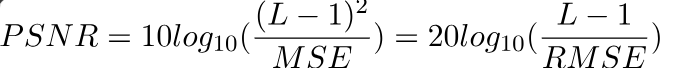 PSNR = 10log₁₀((L − 1)² / MSE) = 20log₁₀(L − 1 / RMSE)